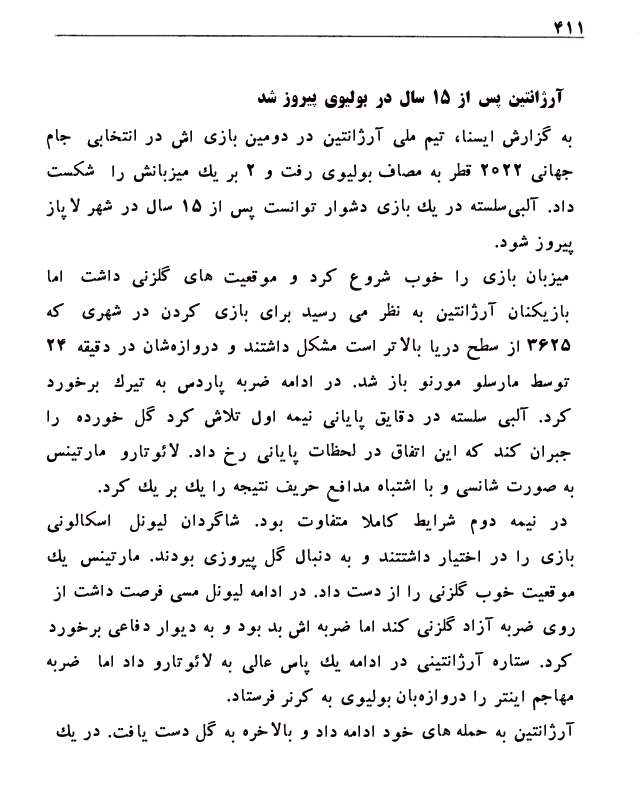 ۴۱۱
آرژانتین پس از ۱۵ سال در بولیوی پیروز شد
به گزارش ایسنا، تیم ملی آرژانتین در دومین بازی اش در انتخابی جام
جهانی ۲۰۲۲ قطر به مصاف بولیوی رفت و ۲ بر یك میزبانش را شکست
داد. آلبی‌سلسته در یك بازی دشوار توانست پس از ۱۵ سال در شهر لاپاز
پیروز شود.
میزبان بازی را خوب شروع کرد و موقعیت های گلزنی داشت اما
بازیکنان آرژانتین به نظر می رسید برای بازی کردن در شهری که
۳۶۲۵ از سطح دریا بالاتر است مشکل داشتند و دروازه‌شان در دقیقه ۲۴
توسط مارسلو مورنو باز شد. در ادامه ضربه پاردس به تیرك برخورد
کرد. آلبی سلسته در دقایق پایانی نیمه اول تلاش کرد گل خورده را
جبران کند که این اتفاق در لحظات پایانی رخ داد. لائوتارو مارتینس
به صورت شانسی و با اشتباه مدافع حریف نتیجه را یك بر یك کرد.
در نیمه دوم شرایط کاملا متفاوت بود. شاگردان لیونل اسکالونی
بازی را در اختیار داشتتند و به دنبال گل پیروزی بودند. مارتینس یك
موقعیت خوب گلزنی را از دست داد. در ادامه لیونل مسی فرصت داشت از
روی ضربه آزاد گلزنی کند اما ضربه اش بد بود و به دیوار دفاعی برخورد
کرد. ستاره آرژانتینی در ادامه یك پاس عالی به لائوتارو داد اما ضربه
مهاجم اینتر را دروازه‌بان بولیوی به کرنر فرستاد.
آرژانتین به حمله های خود ادامه داد و بالاخره به گل دست یافت. در یك